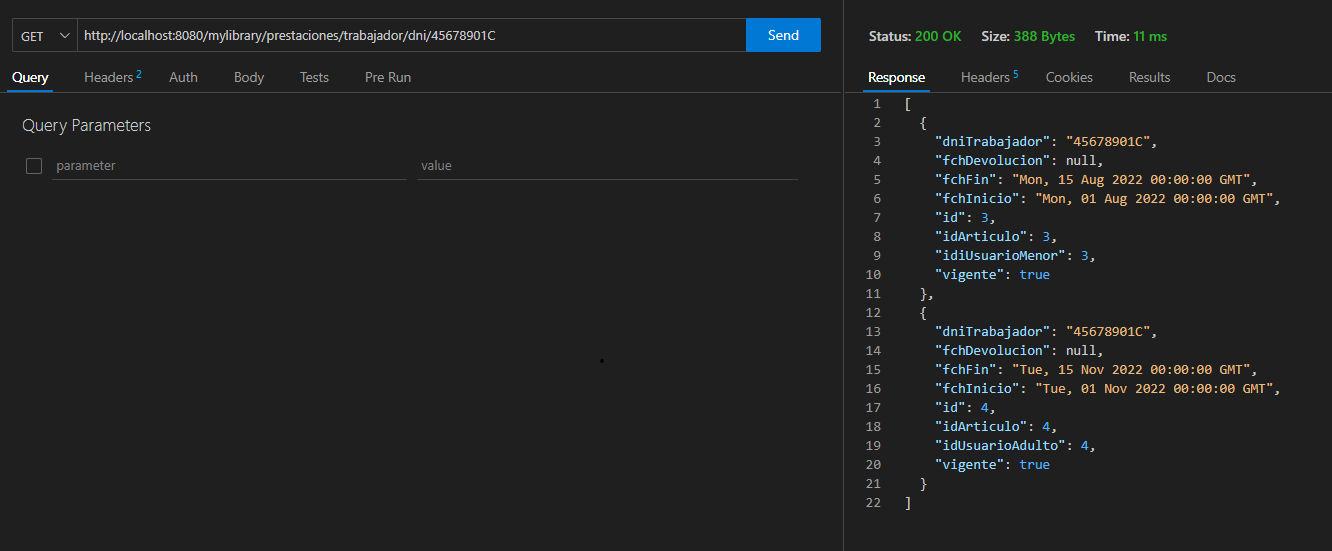 GET http://localhost:8080/mylibrary/prestaciones/trabajador/dni/45678901C Send
Query Headers 2 Auth Body Tests Pre Run
Query Parameters
parameter value
Status: 200 OK Size: 388 Bytes Time: 11 ms
Response Headers 5 Cookies Results Docs
1 [
2 {
3 "dniTrabajador": "45678901C",
4 "fchDevolucion": null,
5 "fchFin": "Mon, 15 Aug 2022 00:00:00 GMT",
6 "fchInicio": "Mon, 01 Aug 2022 00:00:00 GMT",
7 "id": 3,
8 "idArticulo": 3,
9 "idiUsuarioMenor": 3,
10 "vigente": true
11 },
12 {
13 "dniTrabajador": "45678901C",
14 "fchDevolucion": null,
15 "fchFin": "Tue, 15 Nov 2022 00:00:00 GMT",
16 "fchInicio": "Tue, 01 Nov 2022 00:00:00 GMT",
17 "id": 4,
18 "idArticulo": 4,
19 "idUsuarioAdulto": 4,
20 "vigente": true
21 }
22 ]